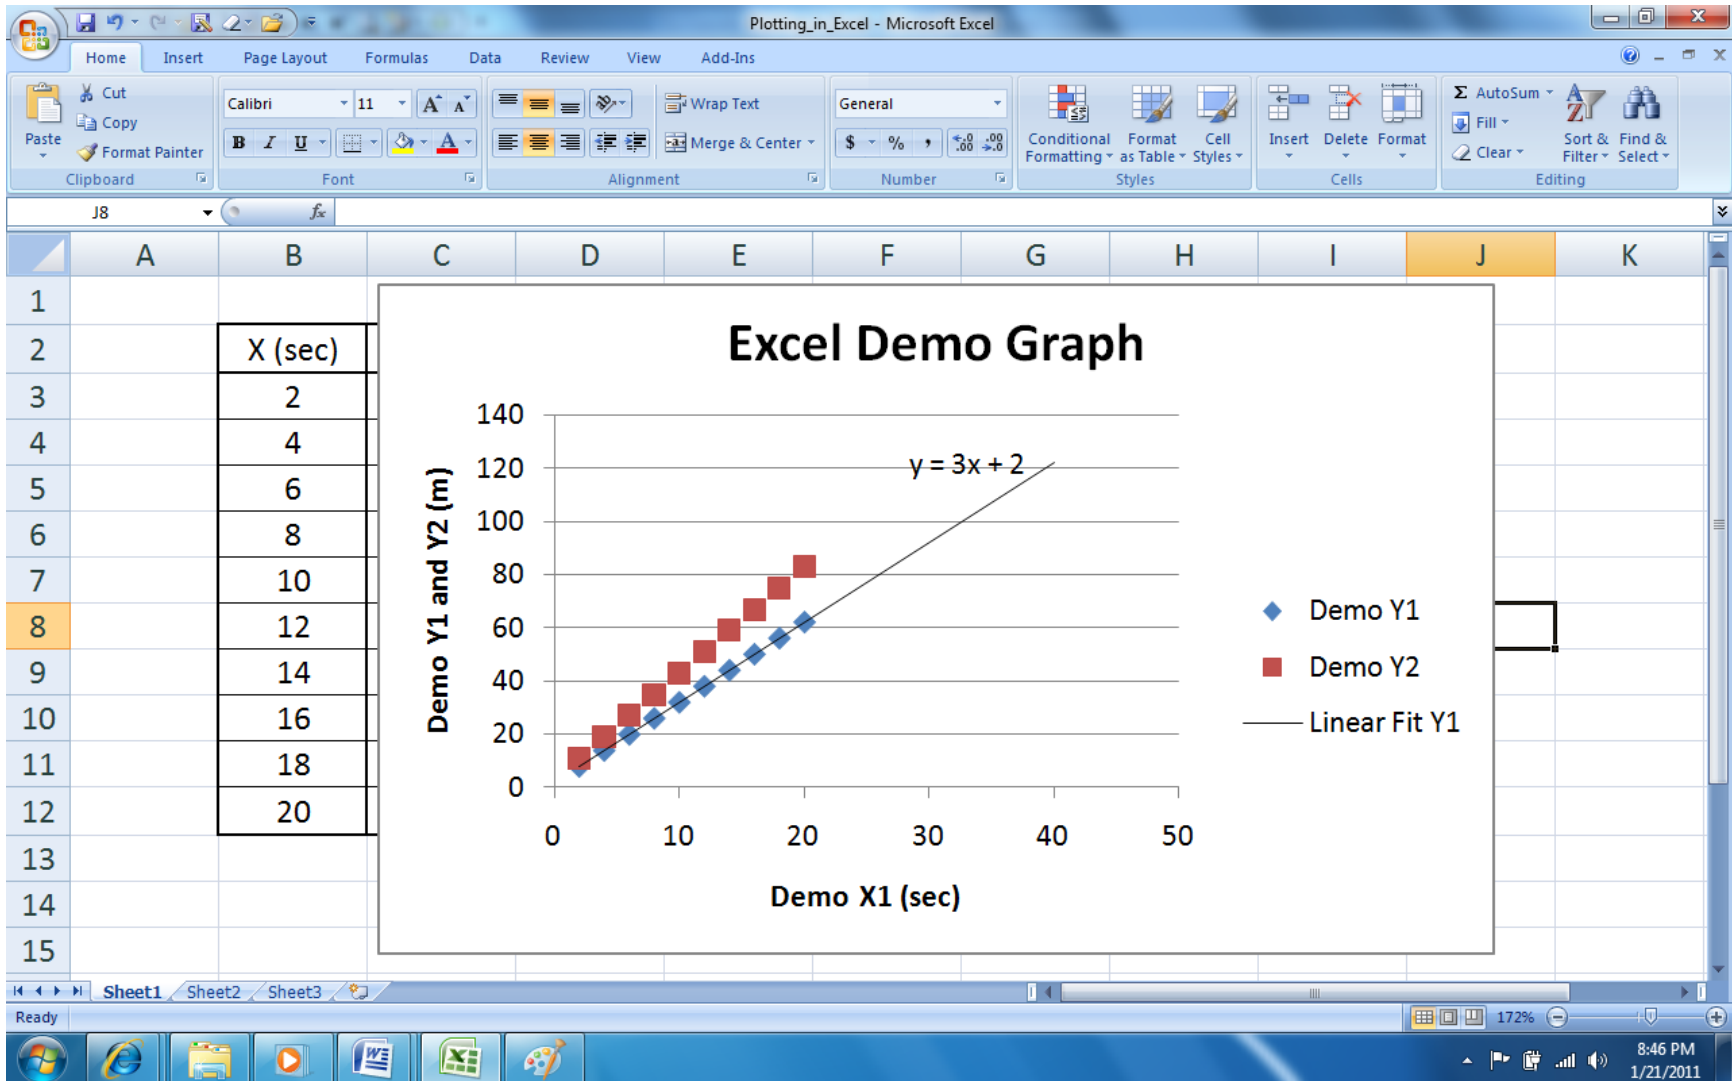 Plotting_in_Excel - Microsoft Excel
Home Insert Page Layout Formulas Data Review View Add-Ins
Paste
Cut
Copy
Format Painter
Clipboard
Calibri 11
B I U
Font
Wrap Text
Merge & Center
Alignment
General
$ % ,
Number
Conditional Formatting
Format as Table
Cell Styles
Styles
Insert Delete Format
Cells
Σ AutoSum
Fill
Clear
Sort & Filter
Find & Select
Editing
J8 fx
A B C D E F G H I J K
1
2 X (sec)
3 2
4 4
5 6
6 8
7 10
8 12
9 14
10 16
11 18
12 20
13
14
15
Excel Demo Graph
Demo Y1 and Y2 (m)
140
120
100
80
60
40
20
0
y = 3x + 2
0 10 20 30 40 50
Demo X1 (sec)
Demo Y1
Demo Y2
Linear Fit Y1
Sheet1 Sheet2 Sheet3
Ready 172%
8:46 PM
1/21/2011